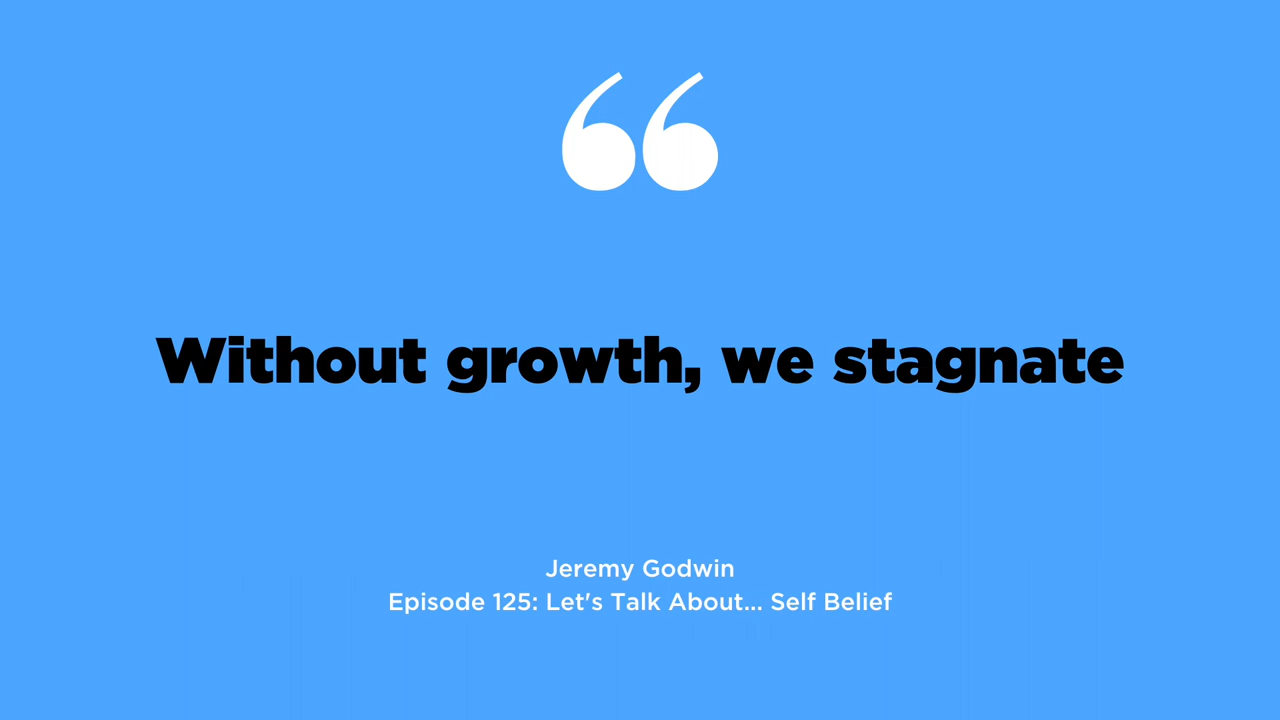 “
Without growth, we stagnate
Jeremy Godwin
Episode 125: Let's Talk About... Self Belief